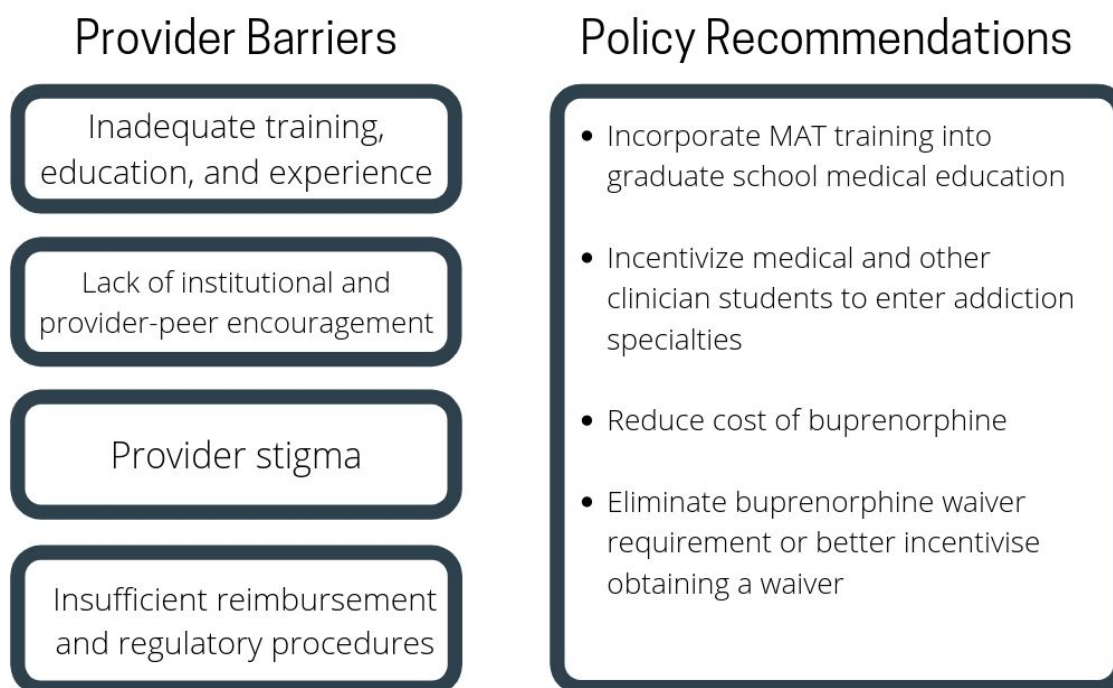 Provider Barriers
Inadequate training,
education, and experience
Lack of institutional and
provider-peer encouragement
Provider stigma
Insufficient reimbursement
and regulatory procedures
Policy Recommendations
• Incorporate MAT training into
graduate school medical education
• Incentivize medical and other
clinician students to enter addiction
specialties
• Reduce cost of buprenorphine
• Eliminate buprenorphine waiver
requirement or better incentivise
obtaining a waiver